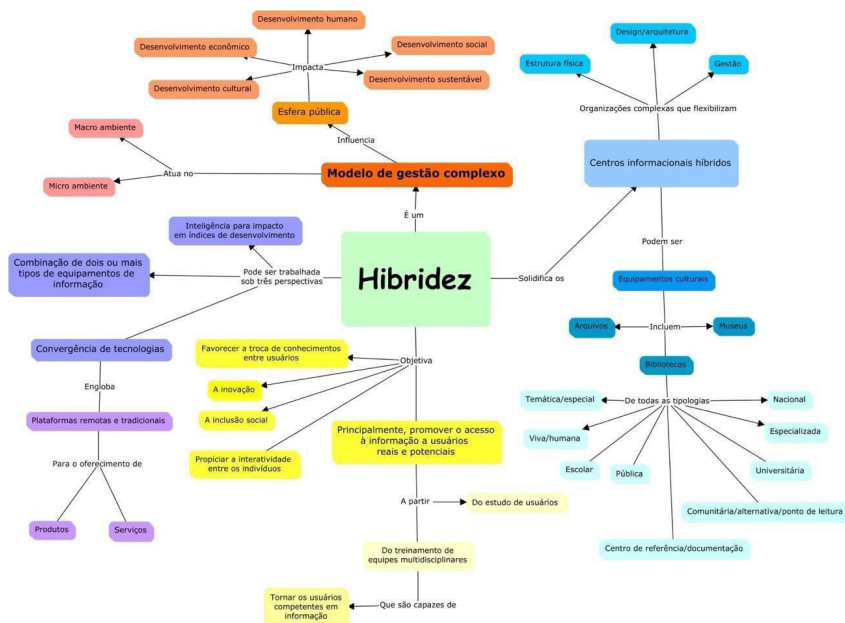 Desenvolvimento humano
Desenvolvimento econômico
Desenvolvimento social
Impacta
Desenvolvimento cultural
Desenvolvimento sustentável
Esfera pública
Influencia
Macro ambiente
Atua no
Micro ambiente
Modelo de gestão complexo
É um
Design/arquitetura
Estrutura física
Gestão
Organizações complexas que flexibilizam
Centros informacionais híbridos
Podem ser
Equipamentos culturais
Arquivos
Incluem
Museus
Bibliotecas
Temática/especial
De todas as tipologias
Nacional
Viva/humana
Especializada
Escolar
Pública
Universitária
Comunitária/alternativa/ponto de leitura
Centro de referência/documentação
Hibridez
Solidifica os
Inteligência para impacto
em índices de desenvolvimento
Combinação de dois ou mais
tipos de equipamentos de
informação
Pode ser trabalhada
sob três perspectivas
Convergência de tecnologias
Engloba
Plataformas remotas e tradicionais
Para o oferecimento de
Produtos
Serviços
Favorecer a troca de conhecimentos
entre usuários
Objetiva
A inovação
A inclusão social
Propiciar a interatividade
entre os indivíduos
Principalmente, promover o acesso
à informação a usuários
reais e potenciais
A partir
Do estudo de usuários
Do treinamento de
equipes multidisciplinares
Que são capazes de
Tornar os usuários
competentes em
informação